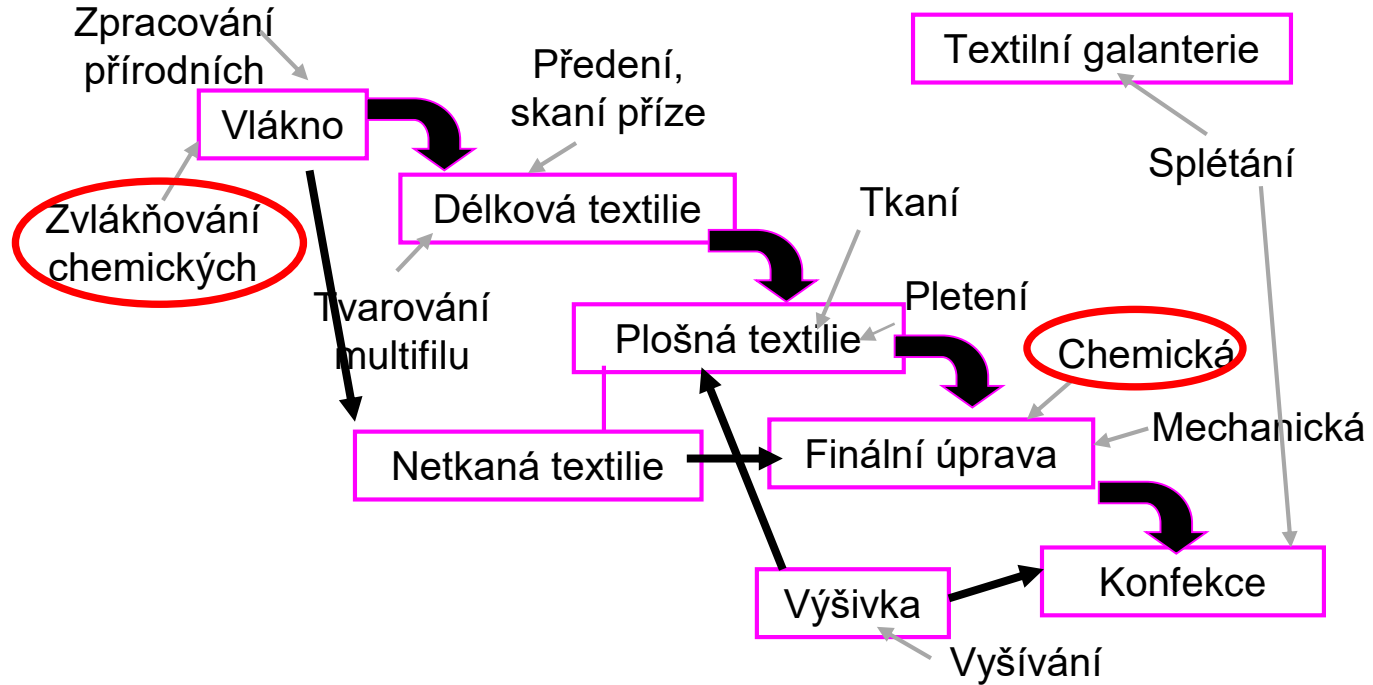 Zpracování
přírodních
Textilní galanterie
Předení,
skaní příze
Vlákno
Splétání
Zvlákňování
chemických
Délková textilie
Tkaní
Tvarování
multifilu
Pletení
Plošná textilie
Chemická
Mechanická
Netkaná textilie
Finální úprava
Výšivka
Konfekce
Vyšívání